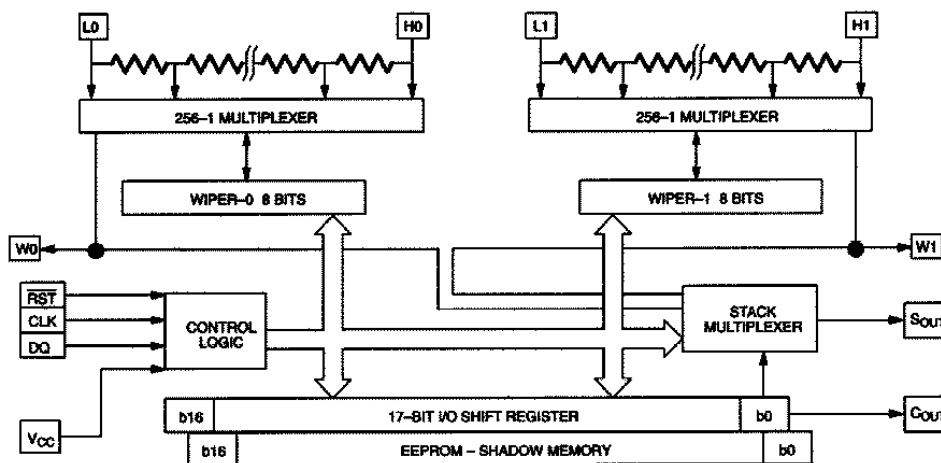 L0
H0
L1
H1
256–1 MULTIPLEXER
256–1 MULTIPLEXER
WIPER–0 8 BITS
WIPER–1 8 BITS
W0
W1
RST
CLK
DQ
CONTROL
LOGIC
STACK
MULTIPLEXER
SOUT
VCC
b16
17–BIT I/O SHIFT REGISTER
b0
COUT
b16
EEPROM – SHADOW MEMORY
b0